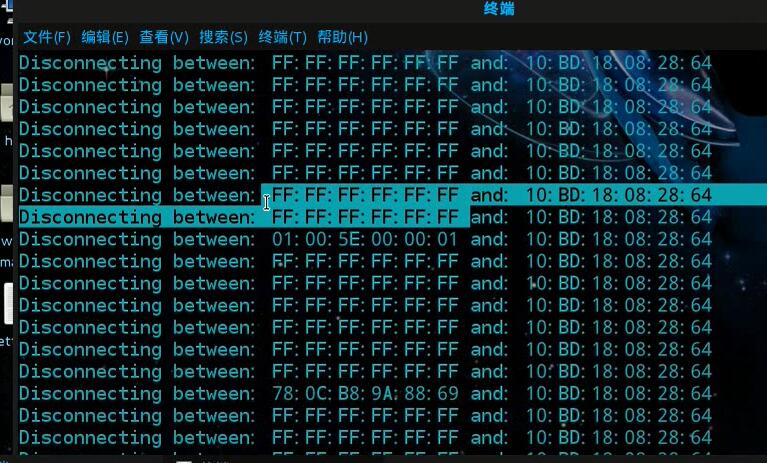 终端
文件(F) 编辑(E) 查看(V) 搜索(S) 终端(T) 帮助(H)
Disconnecting between: FF:FF:FF:FF:FF:FF and: 10:BD:18:08:28:64
Disconnecting between: FF:FF:FF:FF:FF:FF and: 10:BD:18:08:28:64
Disconnecting between: FF:FF:FF:FF:FF:FF and: 10:BD:18:08:28:64
Disconnecting between: FF:FF:FF:FF:FF:FF and: 10:BD:18:08:28:64
Disconnecting between: FF:FF:FF:FF:FF:FF and: 10:BD:18:08:28:64
Disconnecting between: FF:FF:FF:FF:FF:FF and: 10:BD:18:08:28:64
Disconnecting between: FF:FF:FF:FF:FF:FF and: 10:BD:18:08:28:64
Disconnecting between: FF:FF:FF:FF:FF:FF and: 10:BD:18:08:28:64
Disconnecting between: 01:00:5E:00:00:01 and: 10:BD:18:08:28:64
Disconnecting between: FF:FF:FF:FF:FF:FF and: 10:BD:18:08:28:64
Disconnecting between: FF:FF:FF:FF:FF:FF and: 10:BD:18:08:28:64
Disconnecting between: FF:FF:FF:FF:FF:FF and: 10:BD:18:08:28:64
Disconnecting between: FF:FF:FF:FF:FF:FF and: 10:BD:18:08:28:64
Disconnecting between: FF:FF:FF:FF:FF:FF and: 10:BD:18:08:28:64
Disconnecting between: FF:FF:FF:FF:FF:FF and: 10:BD:18:08:28:64
Disconnecting between: 78:0C:B8:9A:88:69 and: 10:BD:18:08:28:64
Disconnecting between: FF:FF:FF:FF:FF:FF and: 10:BD:18:08:28:64
Disconnecting between: FF:FF:FF:FF:FF:FF and: 10:BD:18:08:28:64